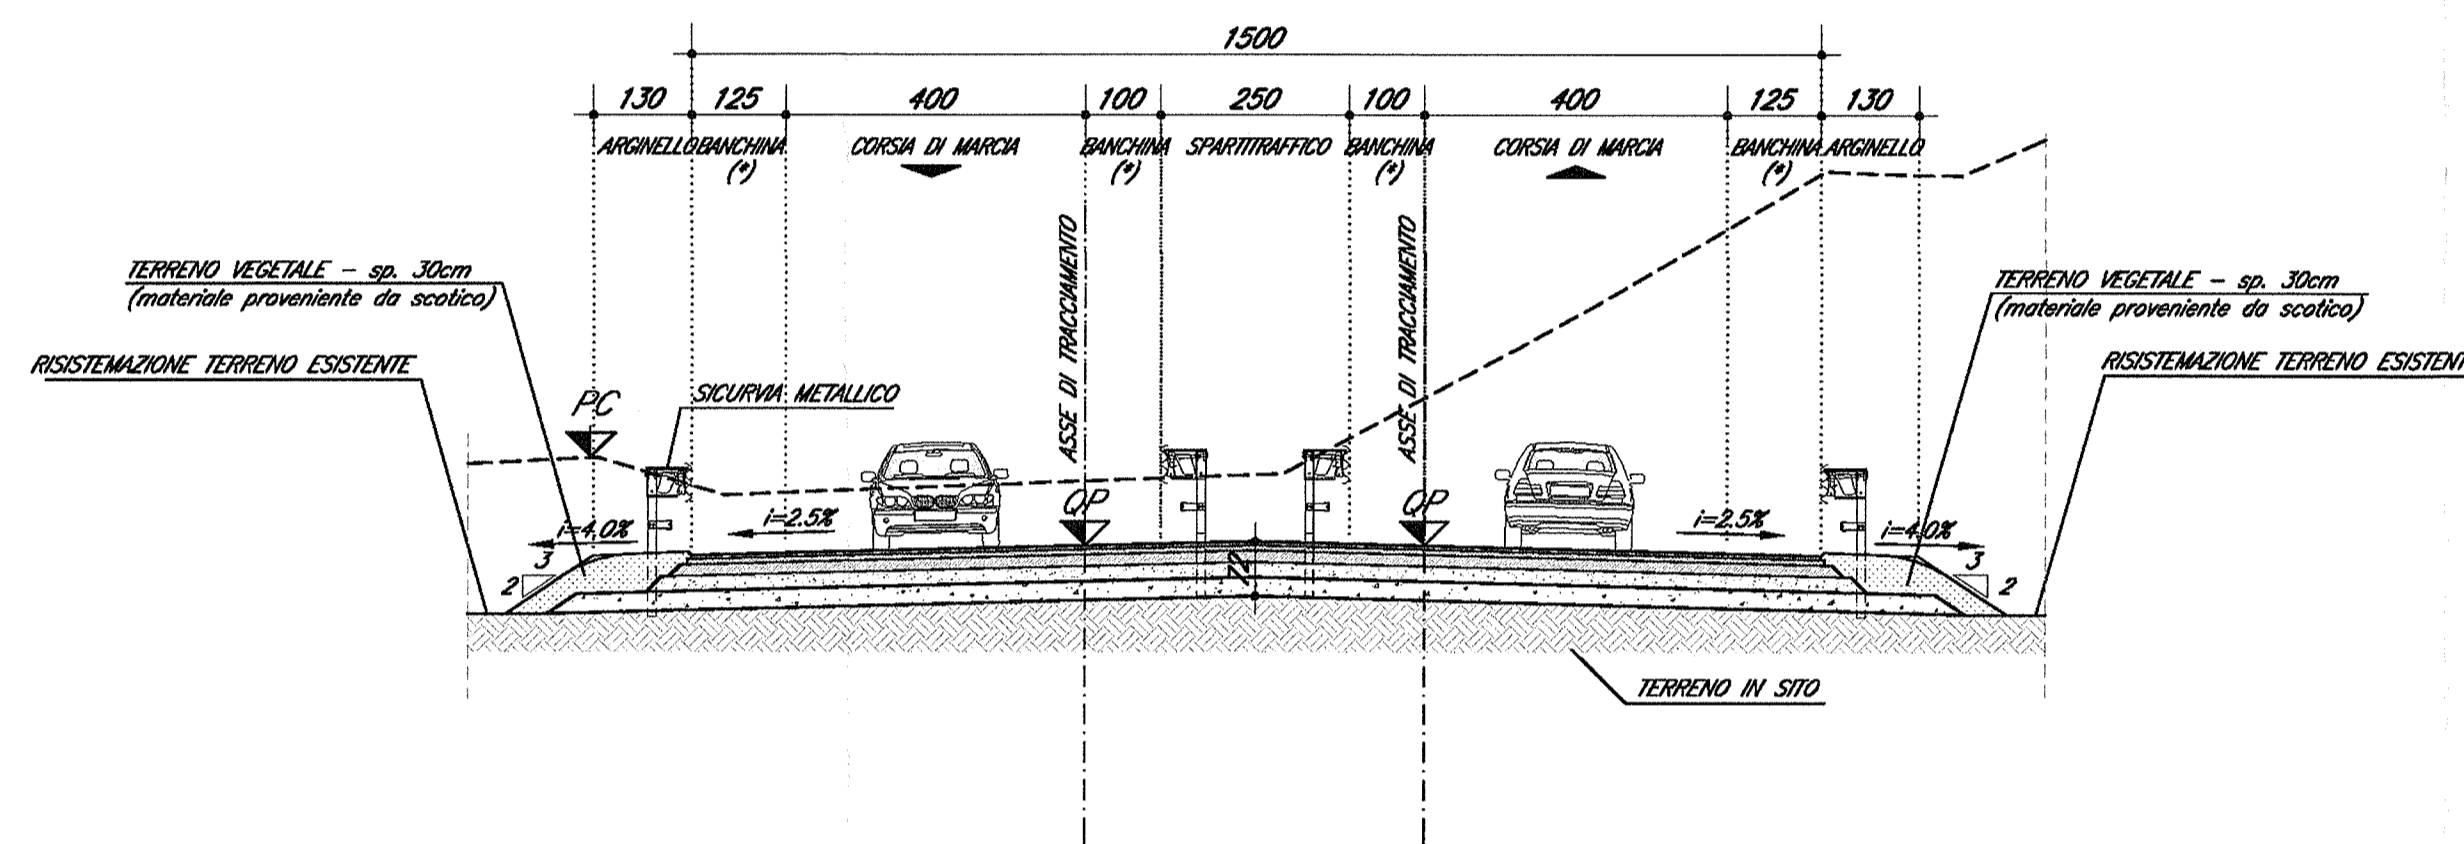 1500
130 125 400 100 250 100 400 125 130
ARGINELLO BANCHINA CORSIA DI MARCIA BANCHINA SPARTITRAFFICO BANCHINA CORSIA DI MARCIA BANCHINA ARGINELLO
(*) (*) (*) (*)
ASSE DI TRACCIAMENTO
ASSE DI TRACCIAMENTO
TERRENO VEGETALE - sp. 30cm
(materiale proveniente da scotico)
TERRENO VEGETALE - sp. 30cm
(materiale proveniente da scotico)
RISISTEMAZIONE TERRENO ESISTENTE
RISISTEMAZIONE TERRENO ESISTENT
PC
SICURVIA METALLICO
QP QP
i=4.0% i=2.5% i=2.5% i=4.0%
3
2
72
3
2
TERRENO IN SITO